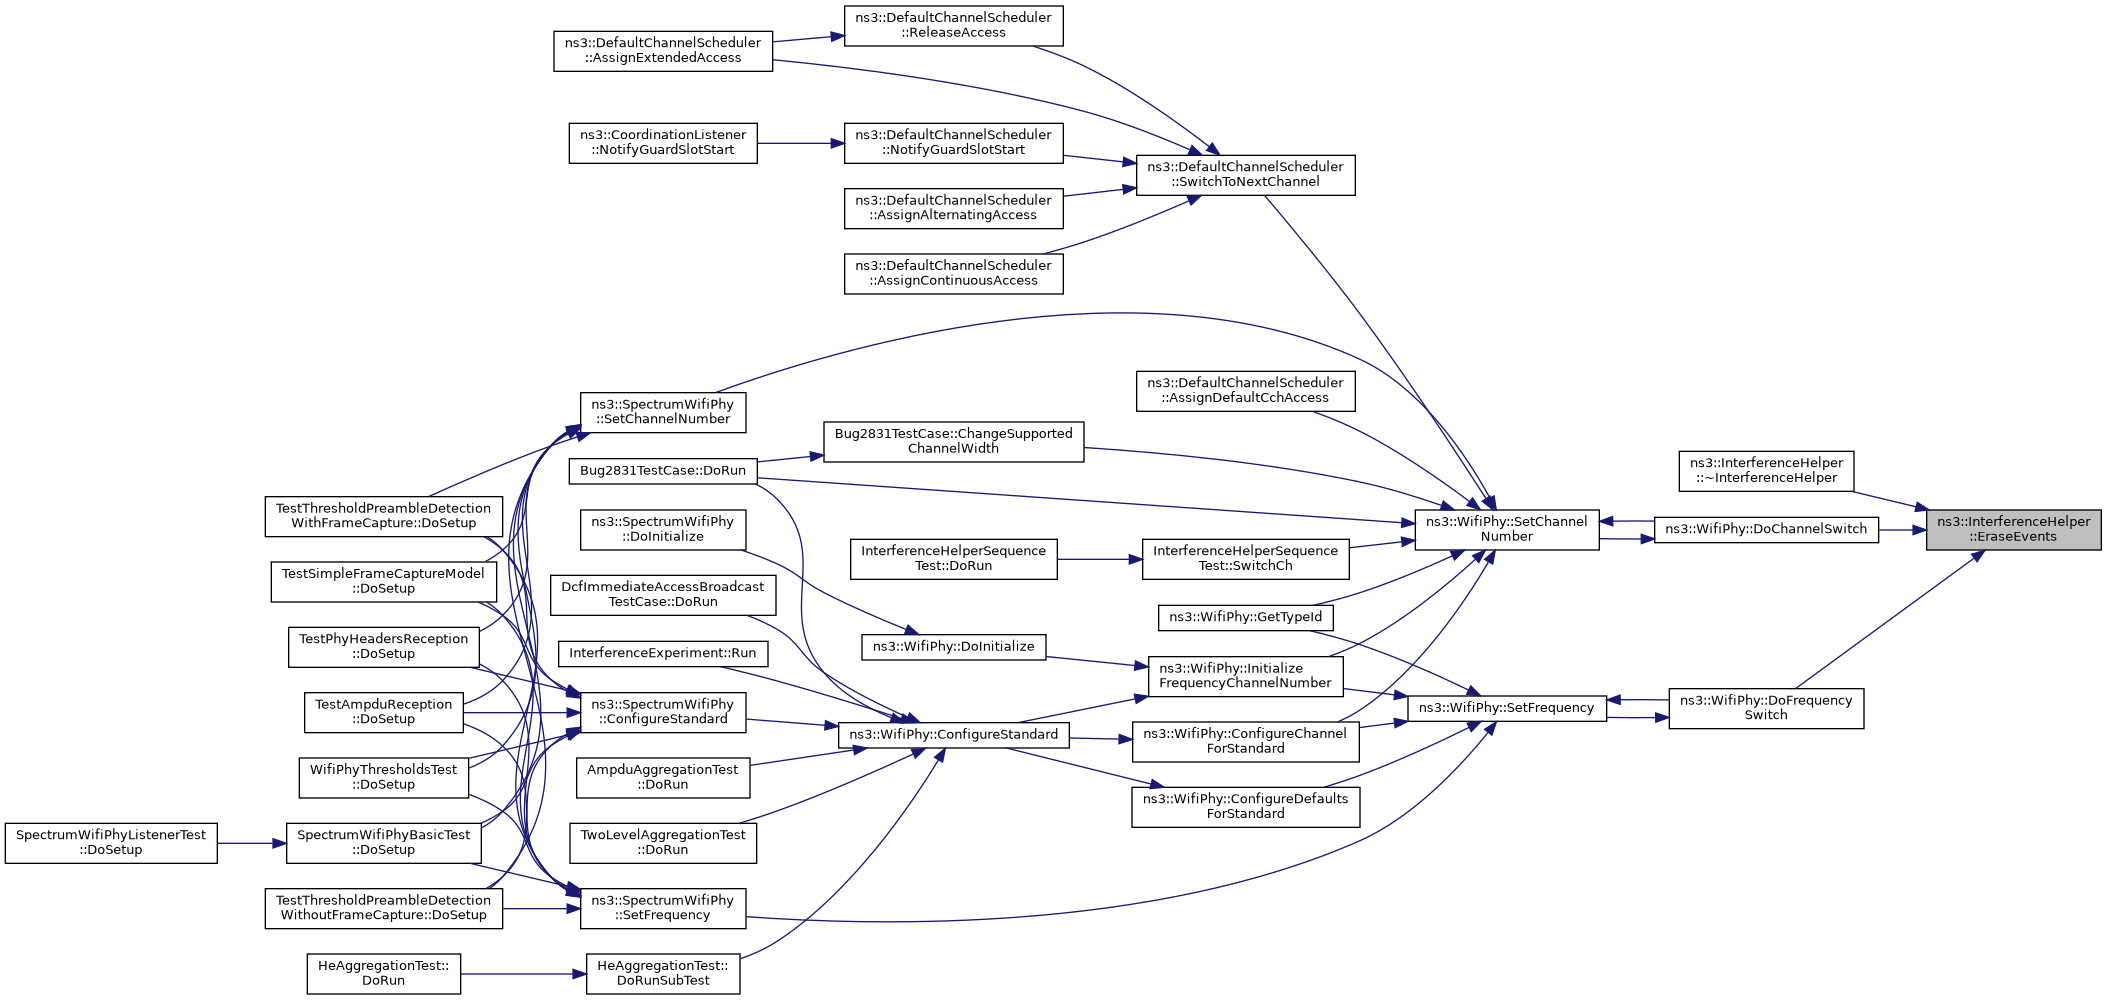 ns3::DefaultChannelScheduler
::ReleaseAccess
ns3::DefaultChannelScheduler
::AssignExtendedAccess
ns3::CoordinationListener
::NotifyGuardSlotStart
ns3::DefaultChannelScheduler
::NotifyGuardSlotStart
ns3::DefaultChannelScheduler
::SwitchToNextChannel
ns3::DefaultChannelScheduler
::AssignAlternatingAccess
ns3::DefaultChannelScheduler
::AssignContinuousAccess
ns3::DefaultChannelScheduler
::AssignDefaultCchAccess
ns3::SpectrumWifiPhy
::SetChannelNumber
Bug2831TestCase::ChangeSupported
ChannelWidth
Bug2831TestCase::DoRun
ns3::InterferenceHelper
::~InterferenceHelper
TestThresholdPreambleDetection
WithFrameCapture::DoSetup
ns3::SpectrumWifiPhy
::DoInitialize
ns3::WifiPhy::SetChannel
Number
ns3::WifiPhy::DoChannelSwitch
ns3::InterferenceHelper
::EraseEvents
InterferenceHelperSequence
Test::DoRun
InterferenceHelperSequence
Test::SwitchCh
TestSimpleFrameCaptureModel
::DoSetup
DcfImmediateAccessBroadcast
TestCase::DoRun
ns3::WifiPhy::GetTypeId
TestPhyHeadersReception
::DoSetup
InterferenceExperiment::Run
ns3::WifiPhy::DoInitialize
ns3::WifiPhy::Initialize
FrequencyChannelNumber
TestAmpduReception
::DoSetup
ns3::SpectrumWifiPhy
::ConfigureStandard
ns3::WifiPhy::ConfigureStandard
ns3::WifiPhy::ConfigureChannel
ForStandard
ns3::WifiPhy::SetFrequency
ns3::WifiPhy::DoFrequency
Switch
WifiPhyThresholdsTest
::DoSetup
AmpduAggregationTest
::DoRun
ns3::WifiPhy::ConfigureDefaults
ForStandard
SpectrumWifiPhyListenerTest
::DoSetup
SpectrumWifiPhyBasicTest
::DoSetup
TwoLevelAggregationTest
::DoRun
TestThresholdPreambleDetection
WithoutFrameCapture::DoSetup
ns3::SpectrumWifiPhy
::SetFrequency
HeAggregationTest::
DoRun
HeAggregationTest::
DoRunSubTest